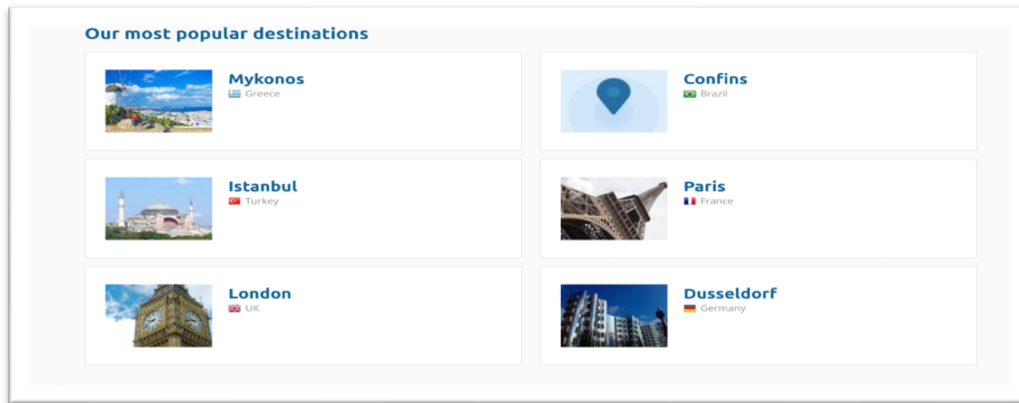 Our most popular destinations
Mykonos
Greece
Confins
Brazil
Istanbul
Turkey
Paris
France
London
UK
Dusseldorf
Germany